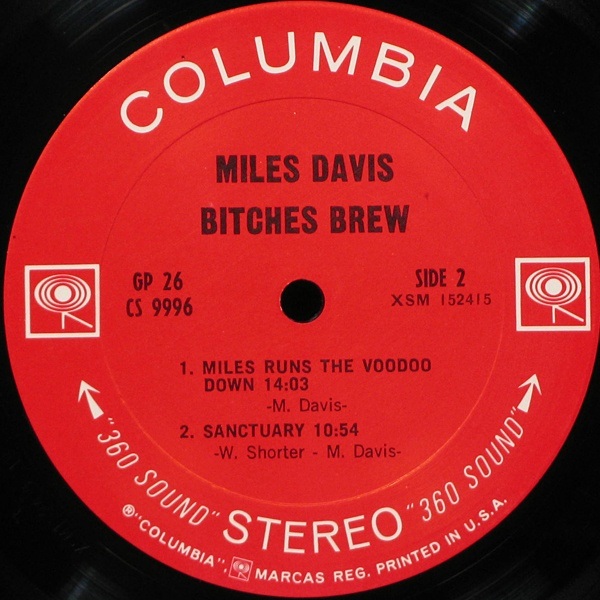 COLUMBIA
MILES DAVIS
BITCHES BREW
GP 26
CS 9996
SIDE 2
XSM 152415
1. MILES RUNS THE VOODOO
DOWN 14:03
-M. Davis-
2. SANCTUARY 10:54
-W. Shorter - M. Davis-
"360 SOUND" STEREO "360 SOUND"
®"COLUMBIA", MARCAS REG. PRINTED IN U.S.A.